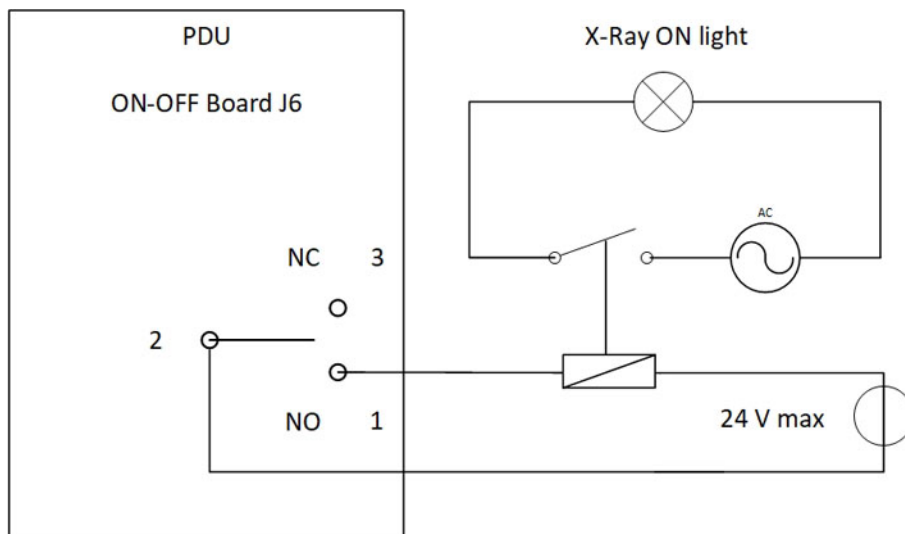 PDU
X-Ray ON light
ON-OFF Board J6
AC
NC 3
2
NO 1
24 V max